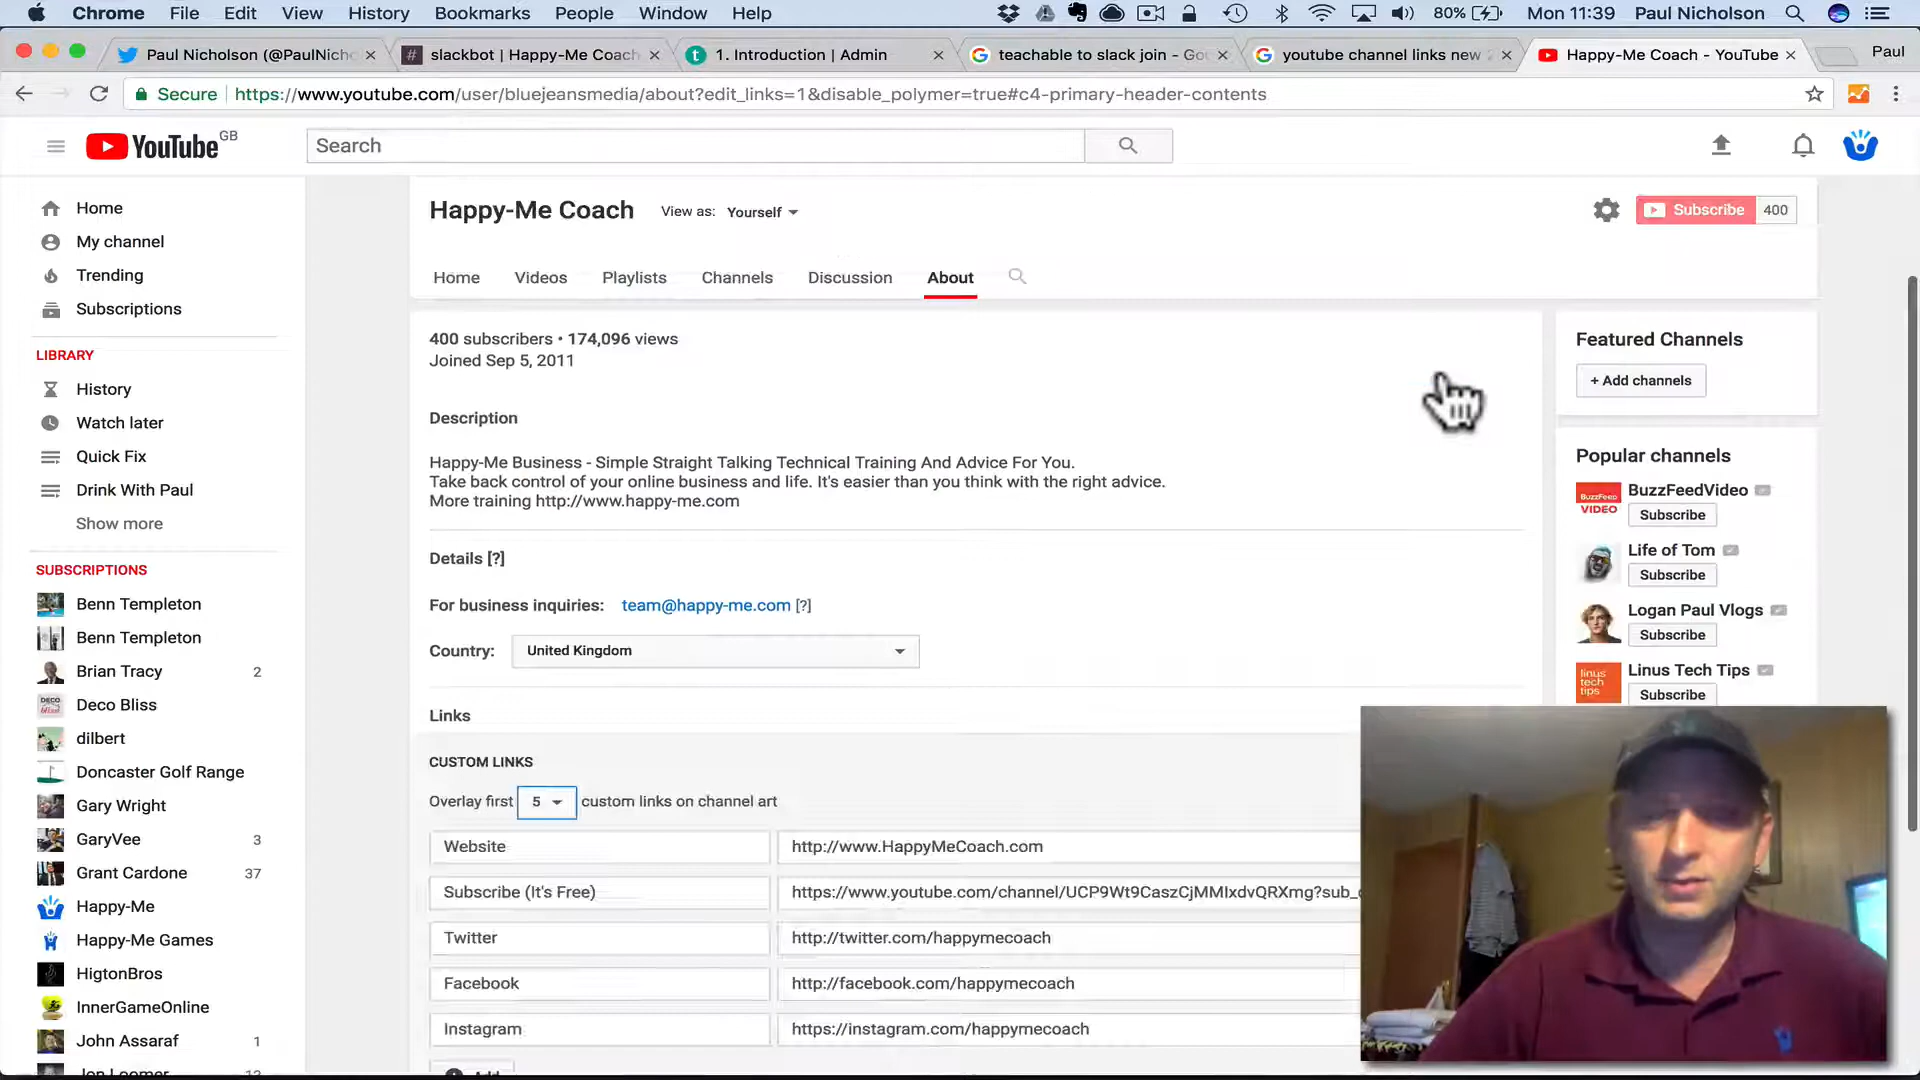 Chrome File Edit View History Bookmarks People Window Help 80% Mon 11:39 Paul Nicholson
Paul Nicholson (@PaulNiche
slackbot | Happy-Me Coach
1. Introduction | Admin
teachable to slack join - Goo
youtube channel links new 2
Happy-Me Coach - YouTube
Paul
Secure https://www.youtube.com/user/bluejeansmedia/about?edit_links=1&disable_polymer=true#c4-primary-header-contents
YouTube GB
Search
Home
My channel
Trending
Subscriptions
LIBRARY
History
Watch later
Quick Fix
Drink With Paul
Show more
SUBSCRIPTIONS
Benn Templeton
Benn Templeton
Brian Tracy 2
Deco Bliss
dilbert
Doncaster Golf Range
Gary Wright
GaryVee 3
Grant Cardone 37
Happy-Me
Happy-Me Games
HigtonBros
InnerGameOnline
John Assaraf 1
Jon Loomer 13
Happy-Me Coach View as: Yourself
Subscribe 400
Home Videos Playlists Channels Discussion About
400 subscribers • 174,096 views
Joined Sep 5, 2011
Description
Happy-Me Business - Simple Straight Talking Technical Training And Advice For You.
Take back control of your online business and life. It's easier than you think with the right advice.
More training http://www.happy-me.com
Details [?]
For business inquiries: team@happy-me.com [?]
Country: United Kingdom
Links
CUSTOM LINKS
Overlay first 5 custom links on channel art
Website http://www.HappyMeCoach.com
Subscribe (It's Free) https://www.youtube.com/channel/UCP9Wt9CaszCjMMIxdvQRXmg?sub_
Twitter http://twitter.com/happymecoach
Facebook http://facebook.com/happymecoach
Instagram https://instagram.com/happymecoach
Add
Featured Channels
+ Add channels
Popular channels
BuzzFeed VIDEO
BuzzFeedVideo
Subscribe
Life of Tom
Subscribe
Logan Paul Vlogs
Subscribe
linus tech tips
Linus Tech Tips
Subscribe